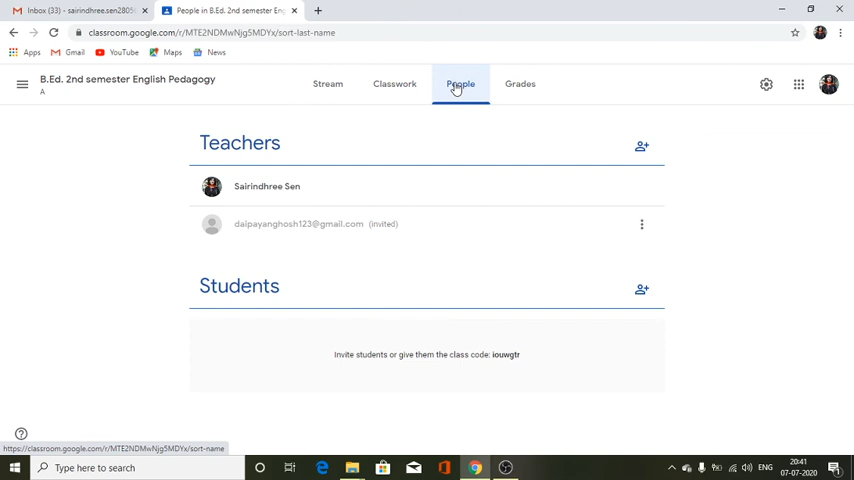 Inbox (33) - sairindhree.sen2805
People in B.Ed. 2nd semester Eng
classroom.google.com/r/MTE2NDMwNjg5MDYx/sort-last-name
Apps Gmail YouTube Maps News
B.Ed. 2nd semester English Pedagogy
A
Stream Classwork People Grades
Teachers
Sairindhree Sen
daipayanghosh123@gmail.com (invited)
Students
Invite students or give them the class code: iouwgtr
https://classroom.google.com/r/MTE2NDMwNjg5MDYx/sort-name
Type here to search
ENG
20:41
07-07-2020
1